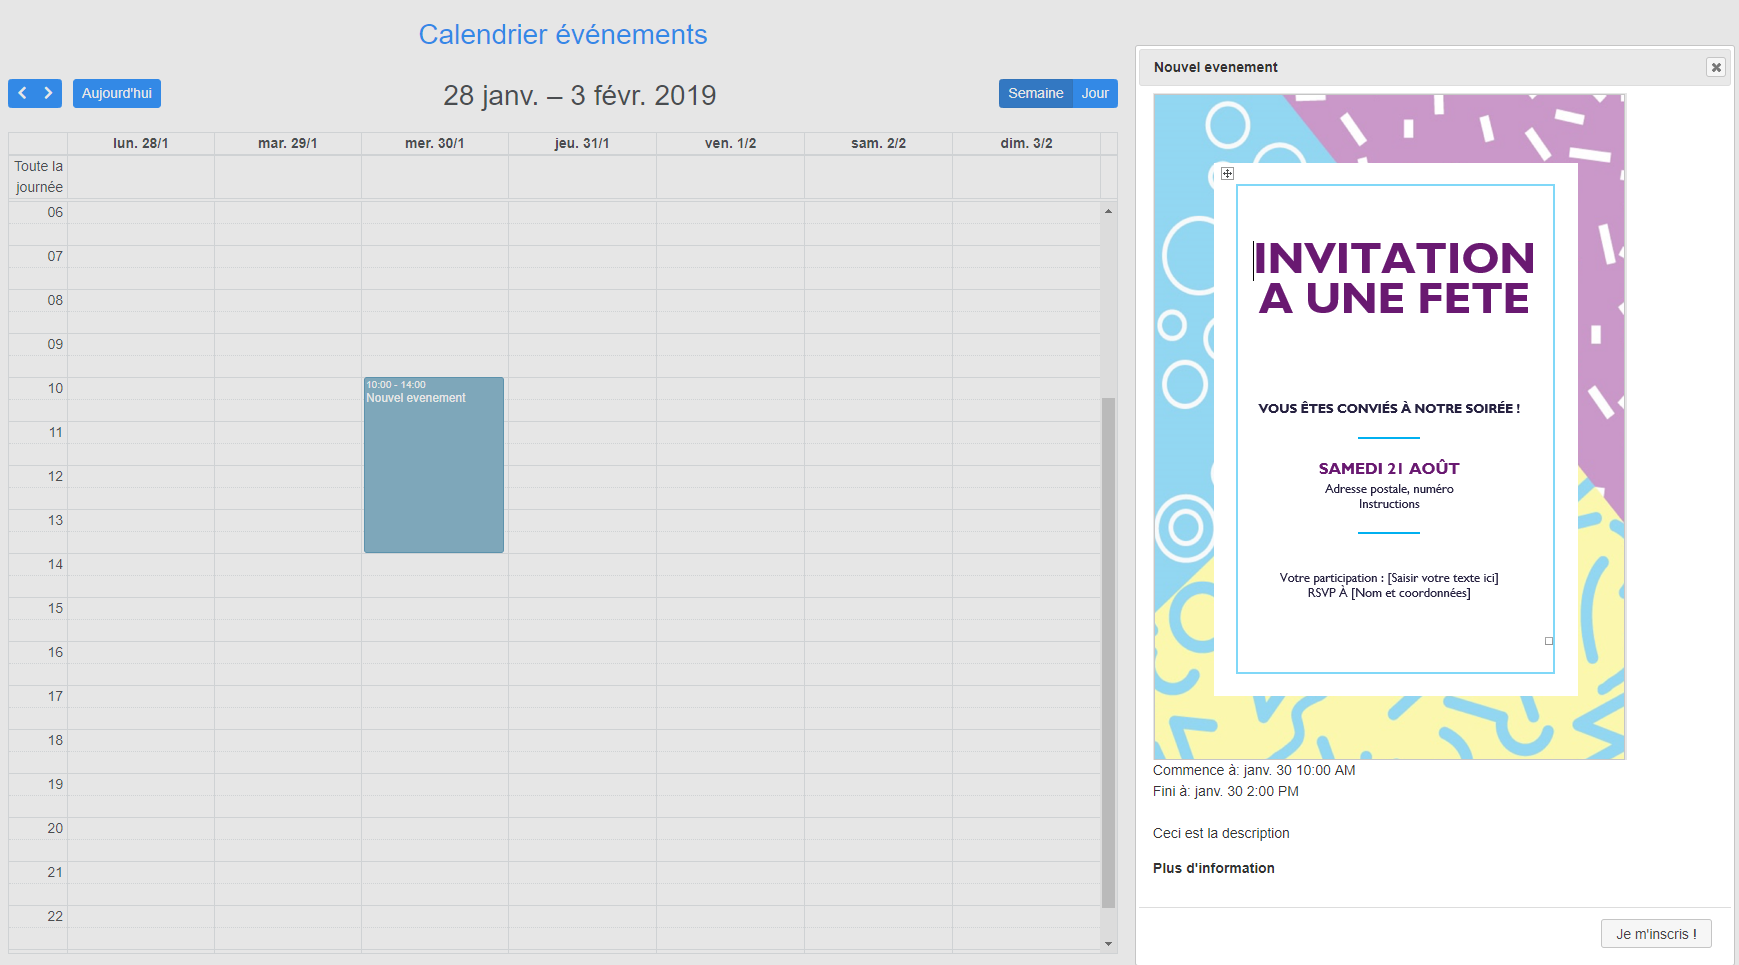 Calendrier événements
Aujourd'hui
28 janv. – 3 févr. 2019
Semaine Jour
lun. 28/1 mar. 29/1 mer. 30/1 jeu. 31/1 ven. 1/2 sam. 2/2 dim. 3/2
Toute la
journée
06
07
08
09
10
11
12
13
14
15
16
17
18
19
20
21
22
10:00 - 14:00
Nouvel evenement
Nouvel evenement
INVITATION
A UNE FETE
VOUS ÊTES CONVIÉS À NOTRE SOIRÉE !
SAMEDI 21 AOÛT
Adresse postale, numéro
Instructions
Votre participation : [Saisir votre texte ici]
RSVP À [Nom et coordonnées]
Commence à: janv. 30 10:00 AM
Fini à: janv. 30 2:00 PM
Ceci est la description
Plus d'information
Je m'inscris !